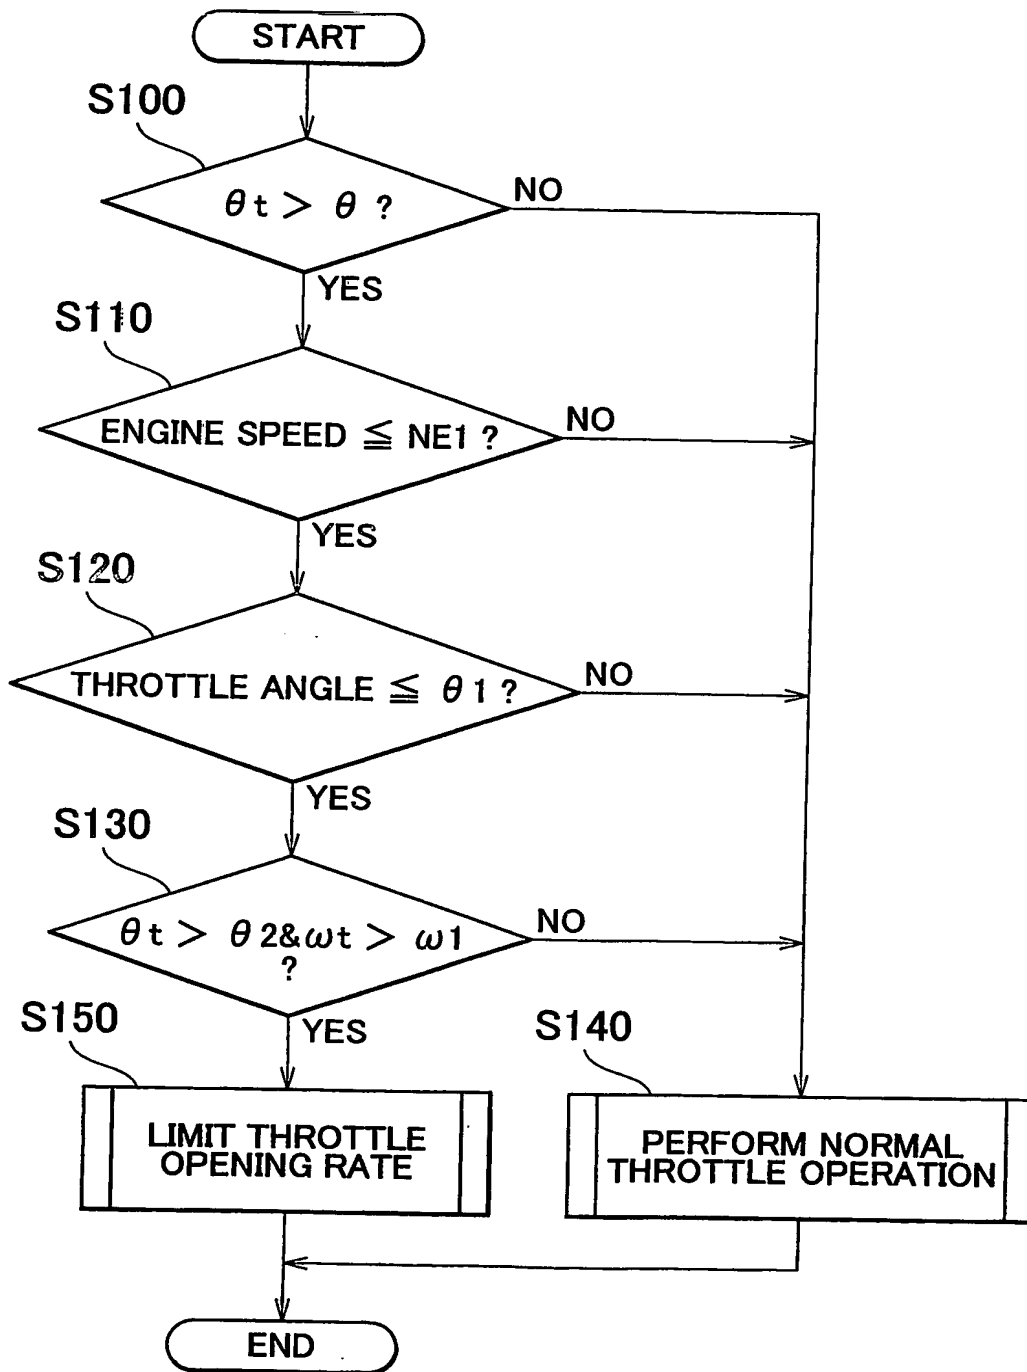 START
S100
θt > θ ?
NO
YES
S110
ENGINE SPEED ≦ NE1 ?
NO
YES
S120
THROTTLE ANGLE ≦ θ1 ?
NO
YES
S130
θt > θ2&ωt > ω1
?
NO
YES
S150
LIMIT THROTTLE
OPENING RATE
S140
PERFORM NORMAL
THROTTLE OPERATION
END